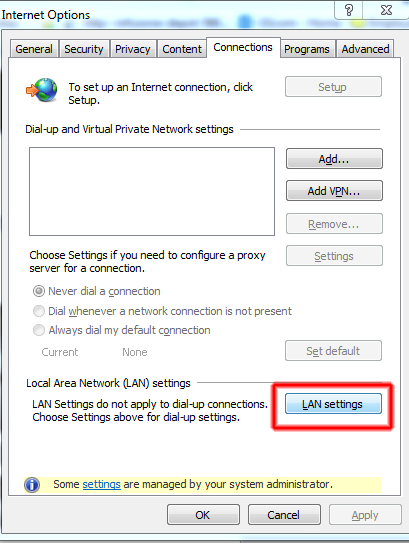 Internet Options
?
General Security Privacy Content Connections Programs Advanced
To set up an Internet connection, click
Setup.
Setup
Dial-up and Virtual Private Network settings
Add...
Add VPN...
Remove...
Choose Settings if you need to configure a proxy
server for a connection.
Settings
Never dial a connection
Dial whenever a network connection is not present
Always dial my default connection
Current None
Set default
Local Area Network (LAN) settings
LAN Settings do not apply to dial-up connections.
Choose Settings above for dial-up settings.
LAN settings
Some settings are managed by your system administrator.
OK Cancel Apply